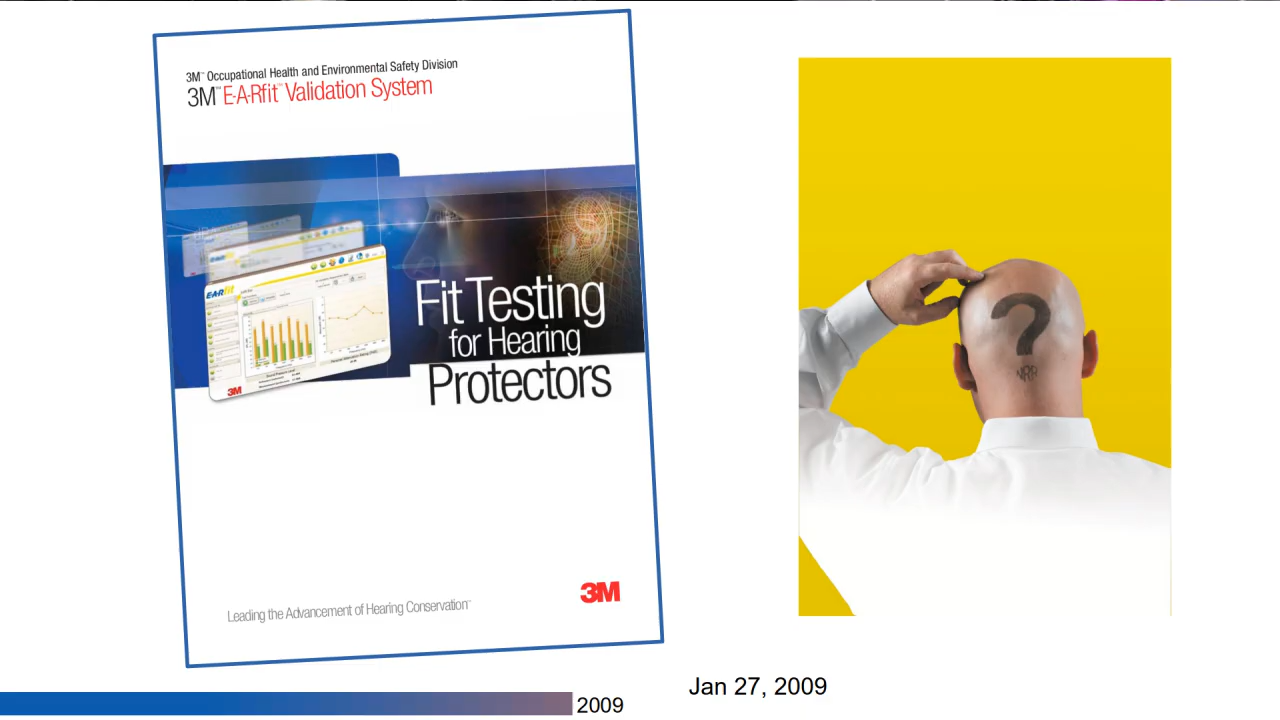 3M™ Occupational Health and Environmental Safety Division
3M™ E-A-Rfit™ Validation System
E-A-Rfit
3M
Fit Testing
for Hearing
Protectors
?
Leading the Advancement of Hearing Conservation™
3M
2009
Jan 27, 2009